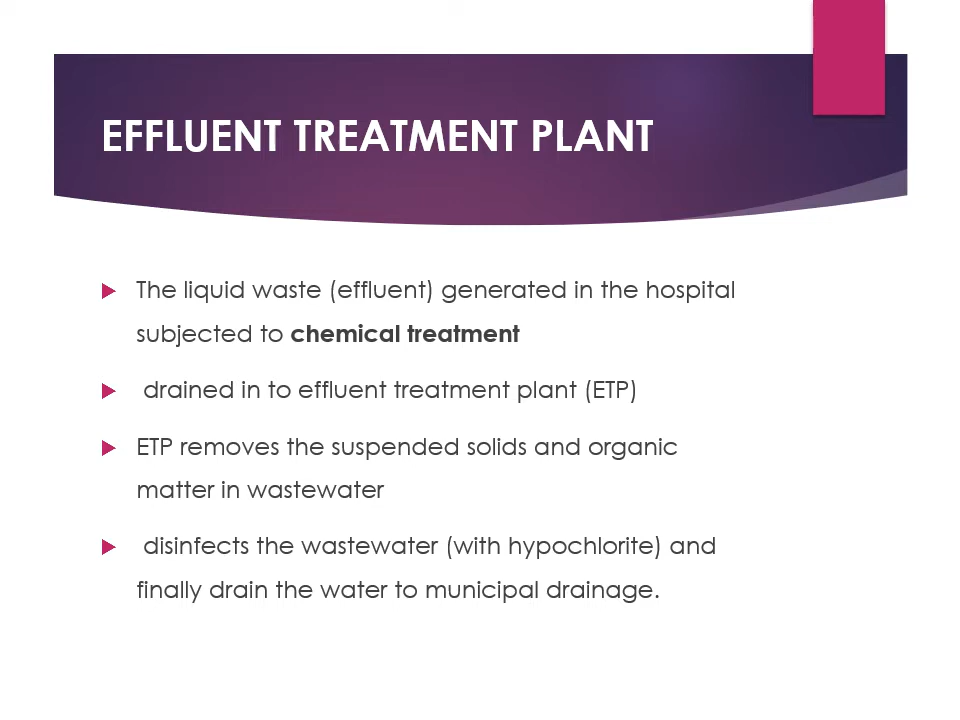 EFFLUENT TREATMENT PLANT
The liquid waste (effluent) generated in the hospital
subjected to chemical treatment
drained in to effluent treatment plant (ETP)
ETP removes the suspended solids and organic
matter in wastewater
disinfects the wastewater (with hypochlorite) and
finally drain the water to municipal drainage.